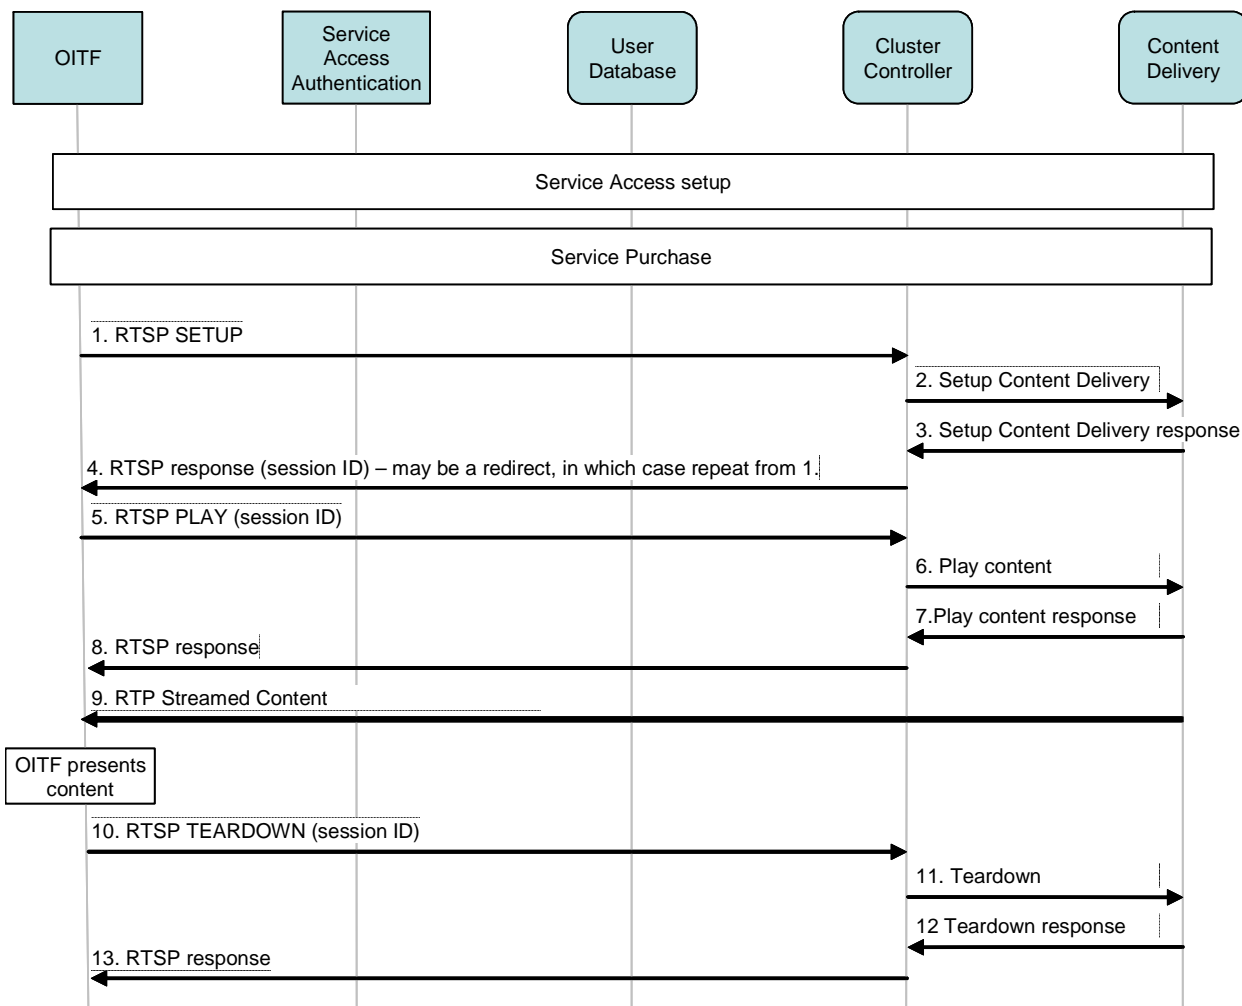 OITF
Service
Access
Authentication
User
Database
Cluster
Controller
Content
Delivery
Service Access setup
Service Purchase
1. RTSP SETUP
2. Setup Content Delivery
3. Setup Content Delivery response
4. RTSP response (session ID) – may be a redirect, in which case repeat from 1.
5. RTSP PLAY (session ID)
6. Play content
7.Play content response
8. RTSP response
9. RTP Streamed Content
OITF presents
content
10. RTSP TEARDOWN (session ID)
11. Teardown
12 Teardown response
13. RTSP response